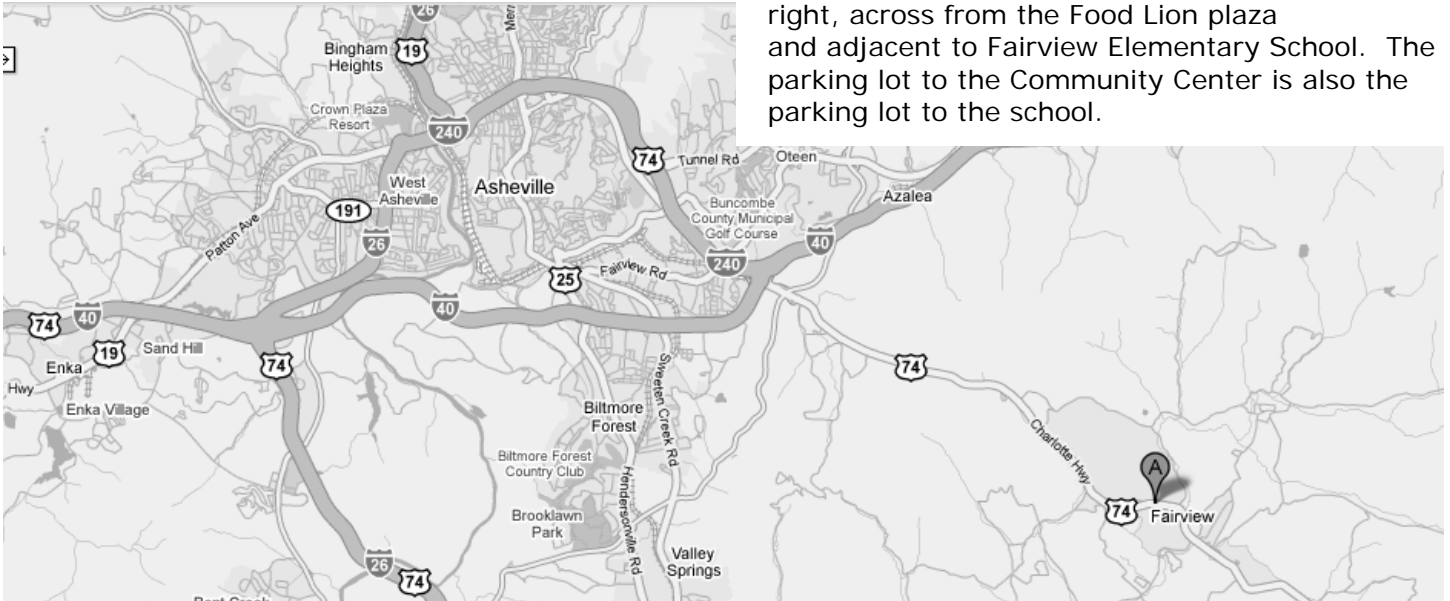 right, across from the Food Lion plaza
and adjacent to Fairview Elementary School. The
parking lot to the Community Center is also the
parking lot to the school.
26
Bingham
Heights
19
Crown Plaza
Resort
240
74
Tunnel Rd
Oteen
West
Asheville
Asheville
Azalea
191
Buncombe
County Municipal
Golf Course
Patton Ave
26
40
240
Fairview Rd
25
40
40
74
19
Sand Hill
Enka
Hwy
74
74
Enka Village
Sweeten Creek Rd
Biltmore
Forest
Charlotte Hwy
Biltmore Forest
Country Club
A
Hendersonville Rd
Brooklawn
Park
74
Fairview
Valley
Springs
26
74